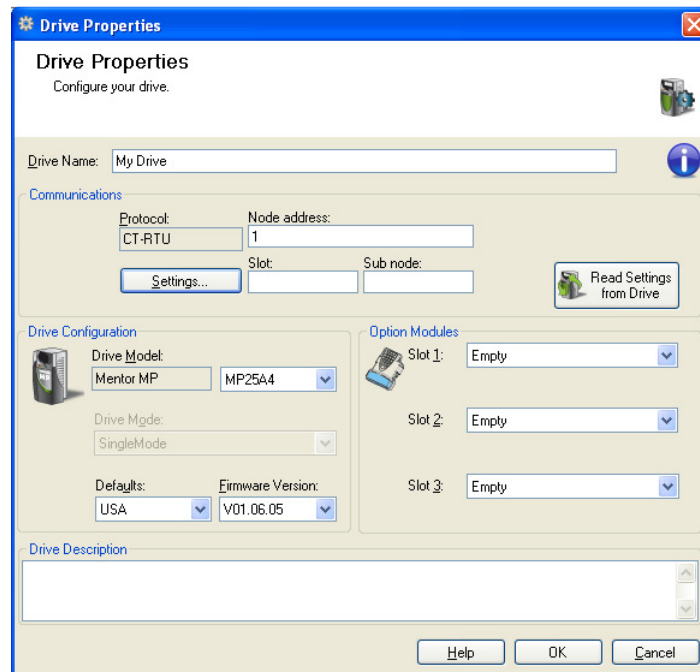 Drive Properties
Drive Properties
Configure your drive.
Drive Name: My Drive
Communications
Protocol: Node address:
CT-RTU 1
Slot: Sub node:
Settings... Read Settings
from Drive
Drive Configuration Option Modules
Drive Model: Slot 1: Empty
Mentor MP MP25A4
Drive Mode: Slot 2: Empty
SingleMode
Defaults: Firmware Version: Slot 3: Empty
USA V01.06.05
Drive Description
Help OK Cancel